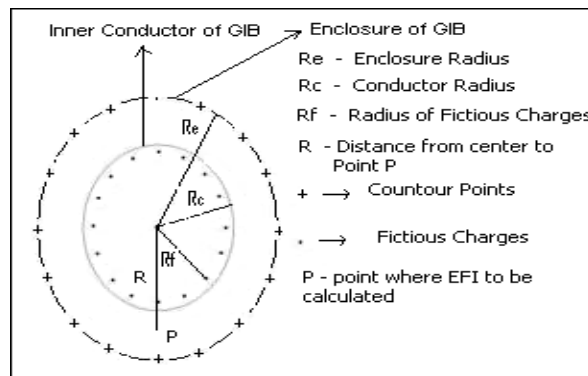 Inner Conductor of GIB
Enclosure of GIB
Re - Enclosure Radius
Rc - Conductor Radius
Rf - Radius of Fictious Charges
R - Distance from center to
Point P
+ → Countour Points
. → Fictious Charges
P - point where EFI to be
calculated
Re
Rc
Rf
R
P